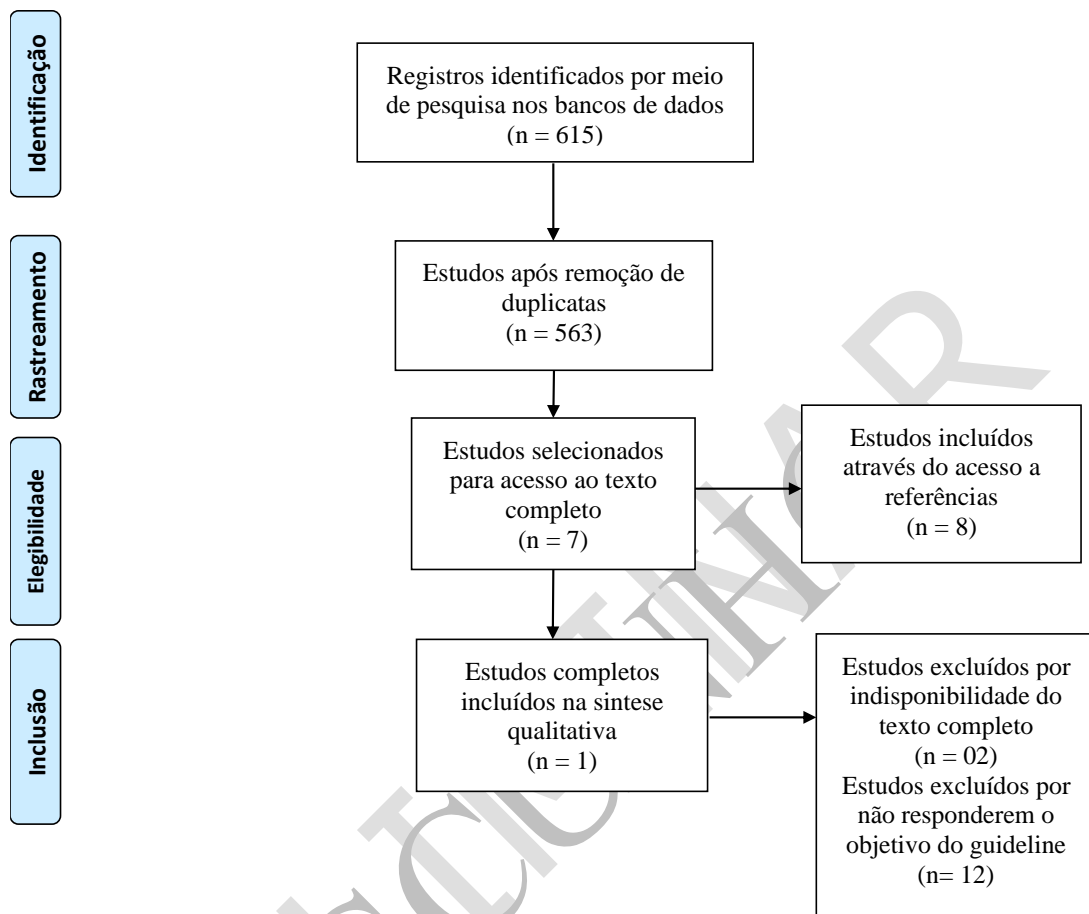 Identificação
Registros identificados por meio
de pesquisa nos bancos de dados
(n = 615)
Rastreamento
Estudos após remoção de
duplicatas
(n = 563)
Elegibilidade
Estudos selecionados
para acesso ao texto
completo
(n = 7)
Estudos incluídos
através do acesso a
referências
(n = 8)
Inclusão
Estudos completos
incluídos na sintese
qualitativa
(n = 1)
Estudos excluídos por
indisponibilidade do
texto completo
(n = 02)
Estudos excluídos por
não responderem o
objetivo do guideline
(n= 12)